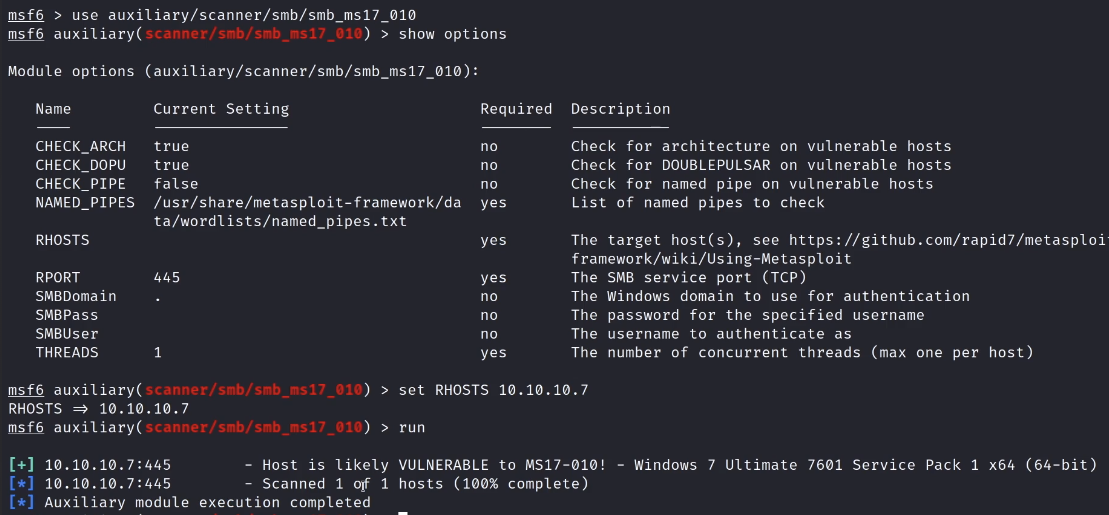 msf6 > use auxiliary/scanner/smb/smb_ms17_010
msf6 auxiliary(scanner/smb/smb_ms17_010) > show options
Module options (auxiliary/scanner/smb/smb_ms17_010):
Name Current Setting Required Description
CHECK_ARCH true no Check for architecture on vulnerable hosts
CHECK_DOPU true no Check for DOUBLEPULSAR on vulnerable hosts
CHECK_PIPE false no Check for named pipe on vulnerable hosts
NAMED_PIPES /usr/share/metasploit-framework/da yes List of named pipes to check
ta/wordlists/named_pipes.txt
RHOSTS yes The target host(s), see https://github.com/rapid7/metasploi
framework/wiki/Using-Metasploit
RPORT 445 yes The SMB service port (TCP)
SMBDomain . no The Windows domain to use for authentication
SMBPass no The password for the specified username
SMBUser no The username to authenticate as
THREADS 1 yes The number of concurrent threads (max one per host)
msf6 auxiliary(scanner/smb/smb_ms17_010) > set RHOSTS 10.10.10.7
RHOSTS => 10.10.10.7
msf6 auxiliary(scanner/smb/smb_ms17_010) > run
[+] 10.10.10.7:445 - Host is likely VULNERABLE to MS17-010! - Windows 7 Ultimate 7601 Service Pack 1 x64 (64-bit)
[*] 10.10.10.7:445 - Scanned 1 of 1 hosts (100% complete)
[*] Auxiliary module execution completed